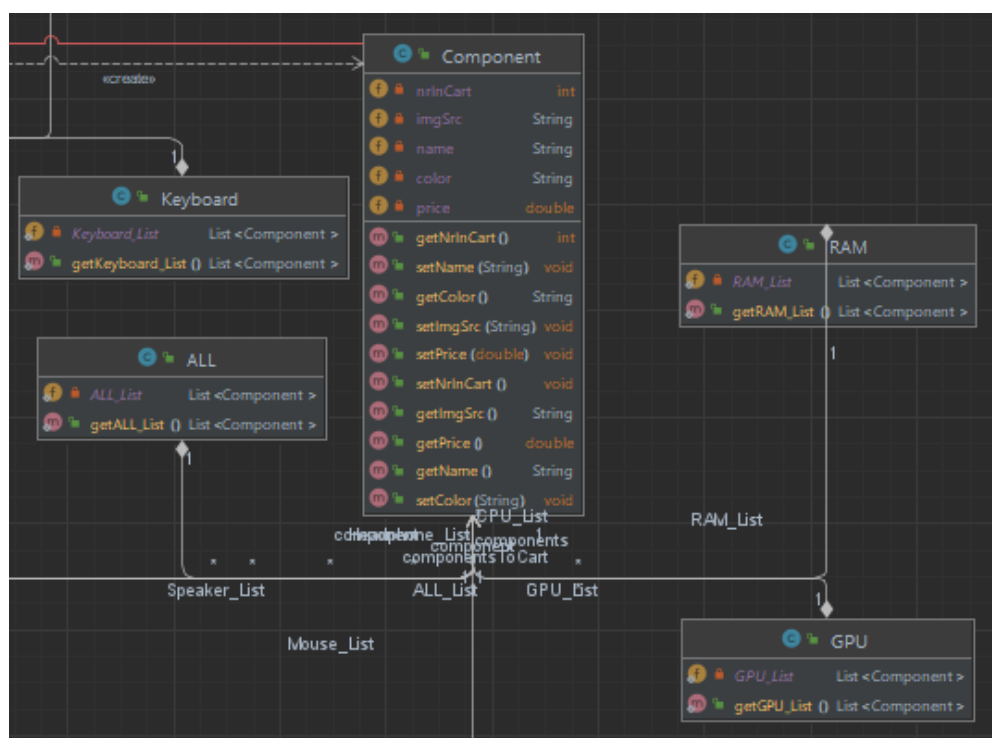 Component
«create»
nrInCart int
imgSrc String
name String
color String
price double
getNrInCart () int
setName (String) void
getColor () String
setImgSrc (String) void
setPrice (double) void
setNrInCart () void
getImgSrc () String
getPrice () double
getName () String
setColor (String) void
1
Keyboard
Keyboard_List List <Component >
getKeyboard_List () List <Component >
RAM
RAM_List List <Component >
getRAM_List () List <Component >
1
ALL
ALL_List List <Component >
getALL_List () List <Component >
1
CPU_List
RAM_List
Headphone_List 1
components
component
componentsToCart
* * * * *
Speaker_List ALL_List GPU_List
1
Mouse_List
GPU
GPU_List List <Component >
getGPU_List () List <Component >